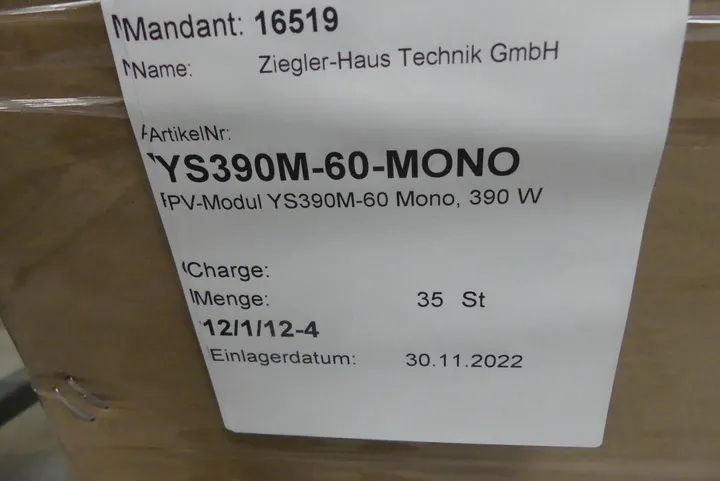 Mandant: 16519
Name: Ziegler-Haus Technik GmbH
ArtikelNr:
YS390M-60-MONO
PV-Modul YS390M-60 Mono, 390 W
Charge:
Menge: 35 St
12/1/12-4
Einlagerdatum: 30.11.2022